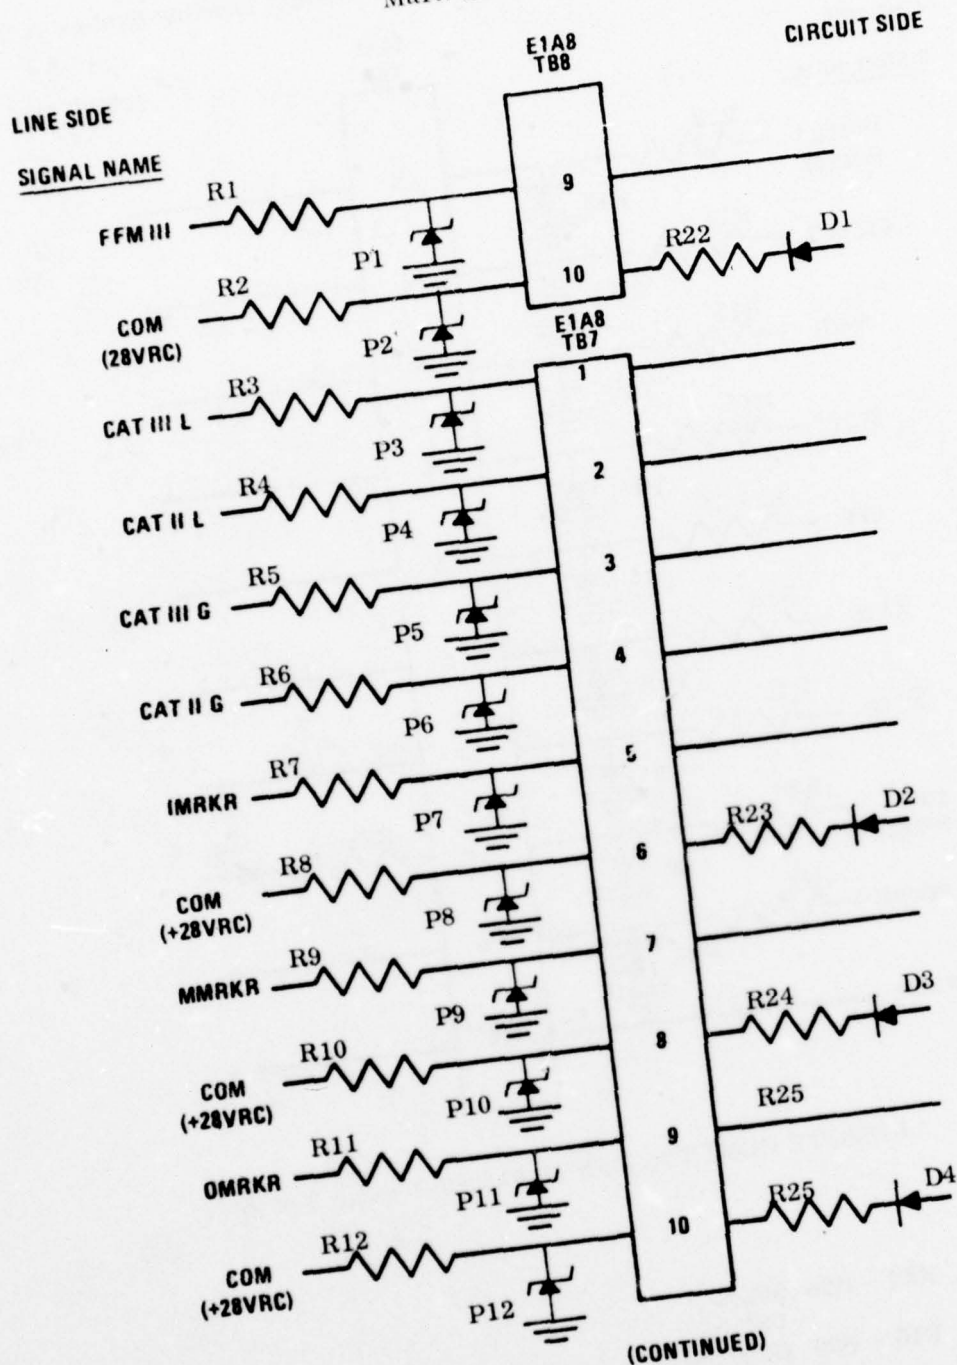 CIRCUIT SIDE
E1A8
TB8
LINE SIDE
SIGNAL NAME
FFM III
R1
P1
9
COM
(28VRC)
R2
P2
10
R22
D1
E1A8
TB7
CAT III L
R3
P3
1
CAT II L
R4
P4
2
CAT III G
R5
P5
3
CAT II G
R6
P6
4
IMRKR
R7
P7
5
COM
(+28VRC)
R8
P8
6
R23
D2
MMRKR
R9
P9
7
COM
(+28VRC)
R10
P10
8
R24
D3
OMRKR
R11
P11
9
R25
COM
(+28VRC)
R12
P12
10
R25
D4
(CONTINUED)